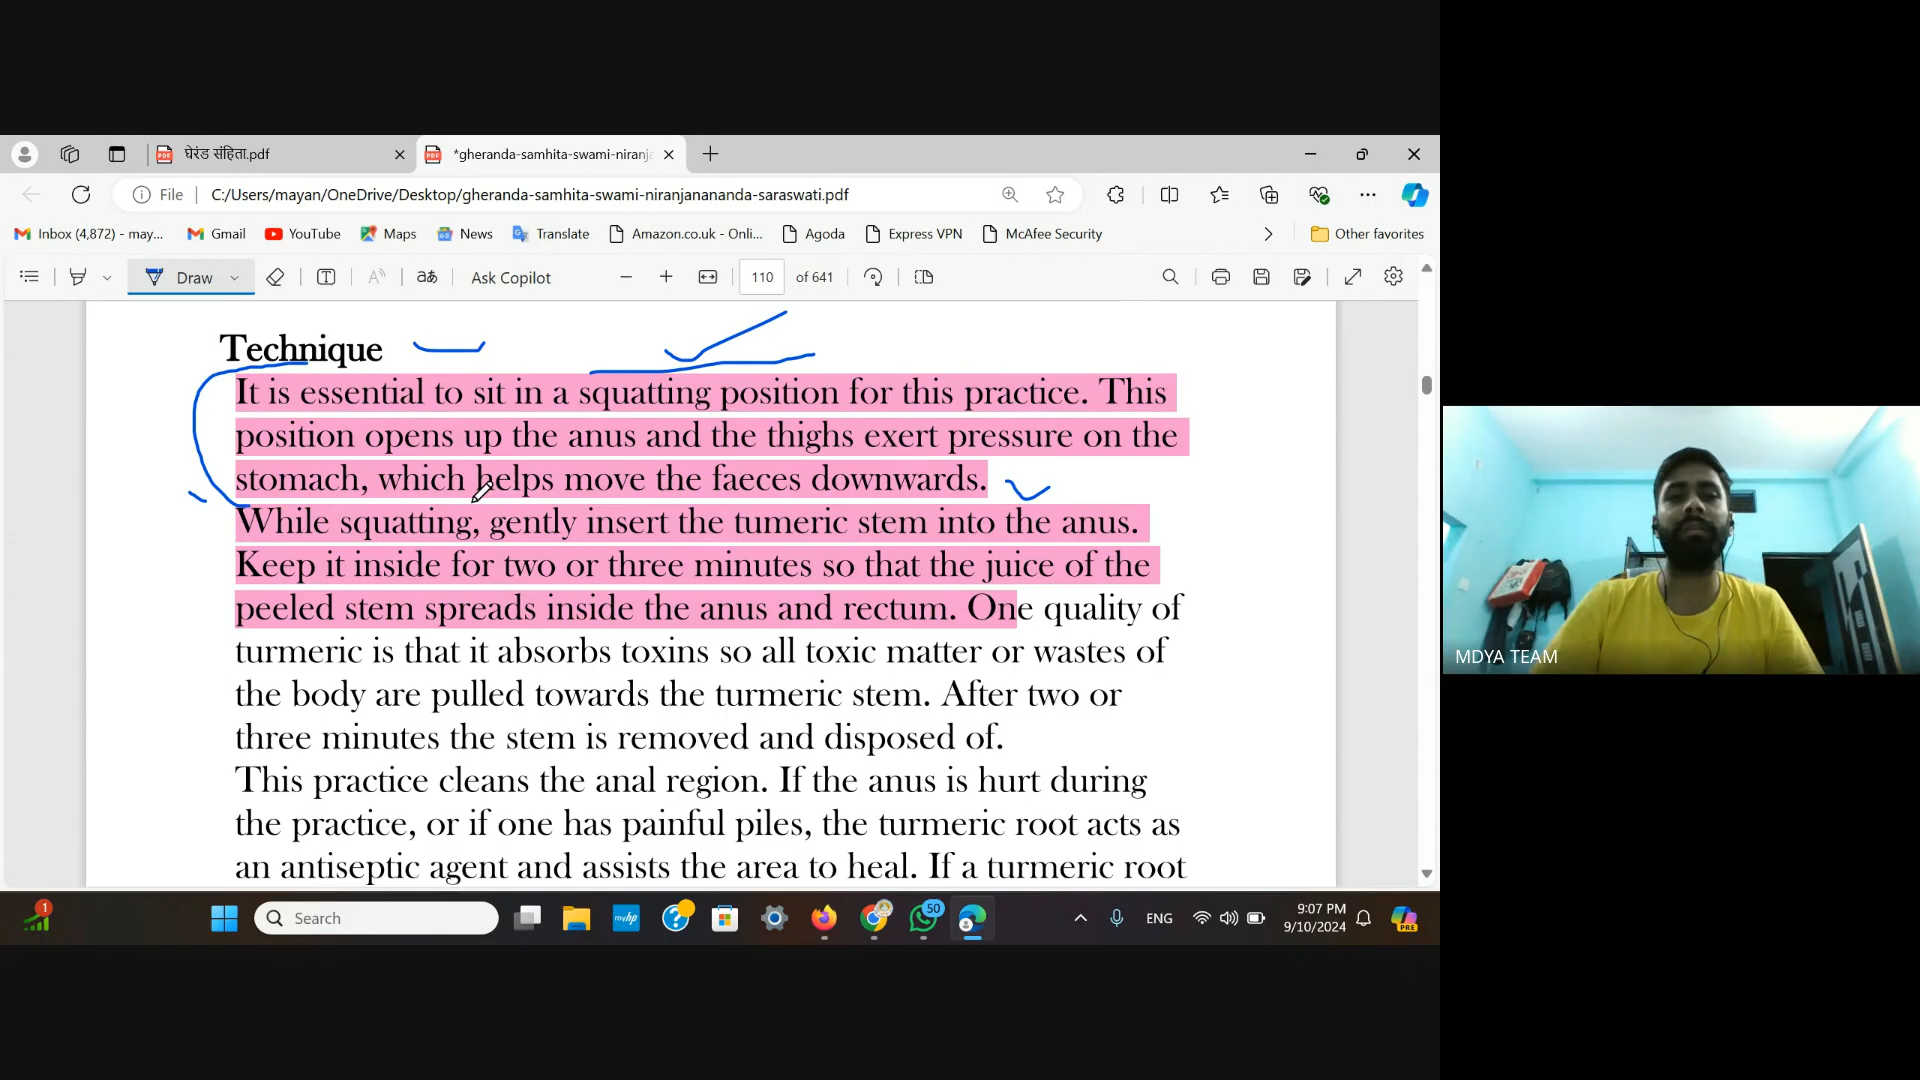 घेरंड संहिता.pdf
*gheranda-samhita-swami-niranj
File
C:/Users/mayan/OneDrive/Desktop/gheranda-samhita-swami-niranjanananda-saraswati.pdf
Inbox (4,872) - may...
Gmail
YouTube
Maps
News
Translate
Amazon.co.uk - Onli...
Agoda
Express VPN
McAfee Security
Other favorites
Draw
Ask Copilot
110
of 641
Technique
It is essential to sit in a squatting position for this practice. This
position opens up the anus and the thighs exert pressure on the
stomach, which helps move the faeces downwards.
While squatting, gently insert the tumeric stem into the anus.
Keep it inside for two or three minutes so that the juice of the
peeled stem spreads inside the anus and rectum. One quality of
turmeric is that it absorbs toxins so all toxic matter or wastes of
the body are pulled towards the turmeric stem. After two or
three minutes the stem is removed and disposed of.
This practice cleans the anal region. If the anus is hurt during
the practice, or if one has painful piles, the turmeric root acts as
an antiseptic agent and assists the area to heal. If a turmeric root
MDYA TEAM
1
Search
myhp
50
ENG
9:07 PM
9/10/2024
PRE